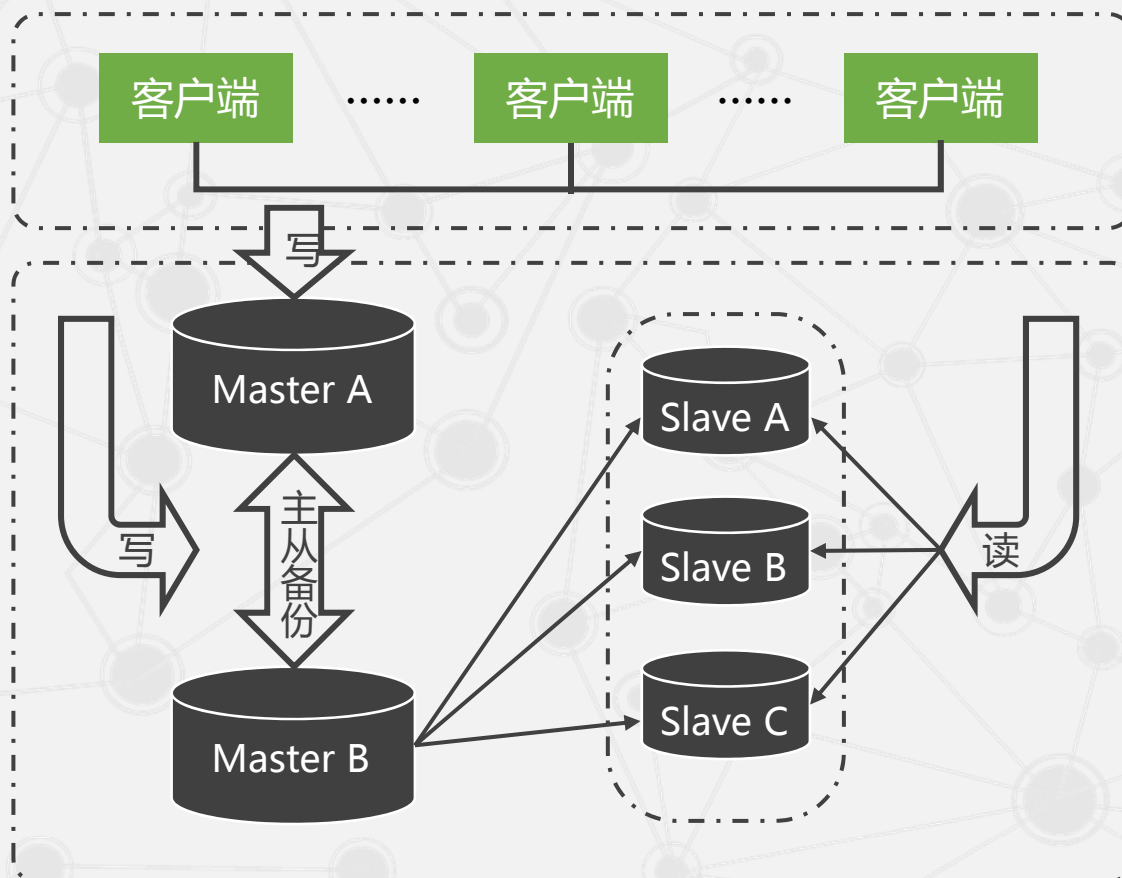 客户端 …… 客户端 …… 客户端
写
Master A
Slave A
主从备份
写
Slave B
读
Slave C
Master B